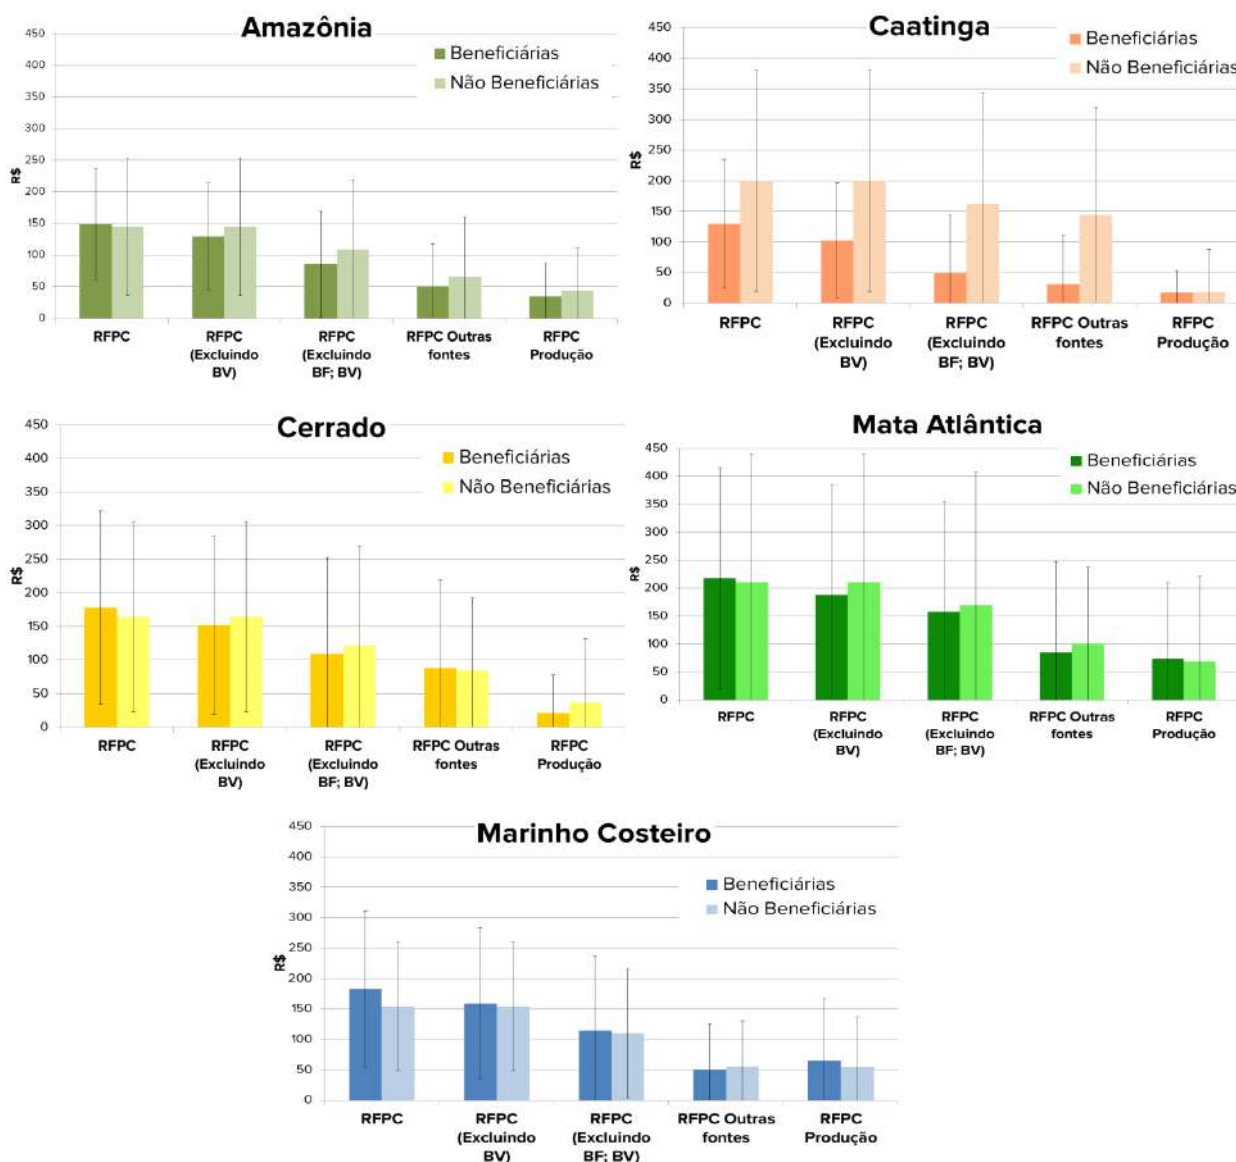 Amazônia
Beneficiárias
Não Beneficiárias
R$
450
400
350
300
250
200
150
100
50
0
RFPC
RFPC
(Excluindo
BV)
RFPC
(Excluindo
BF; BV)
RFPC Outras
fontes
RFPC
Produção
Caatinga
Beneficiárias
Não Beneficiárias
R$
450
400
350
300
250
200
150
100
50
0
RFPC
RFPC
(Excluindo
BV)
RFPC
(Excluindo
BF; BV)
RFPC Outras
fontes
RFPC
Produção
Cerrado
Beneficiárias
Não Beneficiárias
R$
450
400
350
300
250
200
150
100
50
0
RFPC
RFPC
(Excluindo
BV)
RFPC
(Excluindo
BF; BV)
RFPC Outras
fontes
RFPC
Produção
Mata Atlântica
Beneficiárias
Não Beneficiárias
R$
450
400
350
300
250
200
150
100
50
0
RFPC
RFPC
(Excluindo
BV)
RFPC
(Excluindo
BF; BV)
RFPC Outras
fontes
RFPC
Produção
Marinho Costeiro
Beneficiárias
Não Beneficiárias
R$
450
400
350
300
250
200
150
100
50
0
RFPC
RFPC
(Excluindo
BV)
RFPC
(Excluindo
BF; BV)
RFPC Outras
fontes
RFPC
Produção